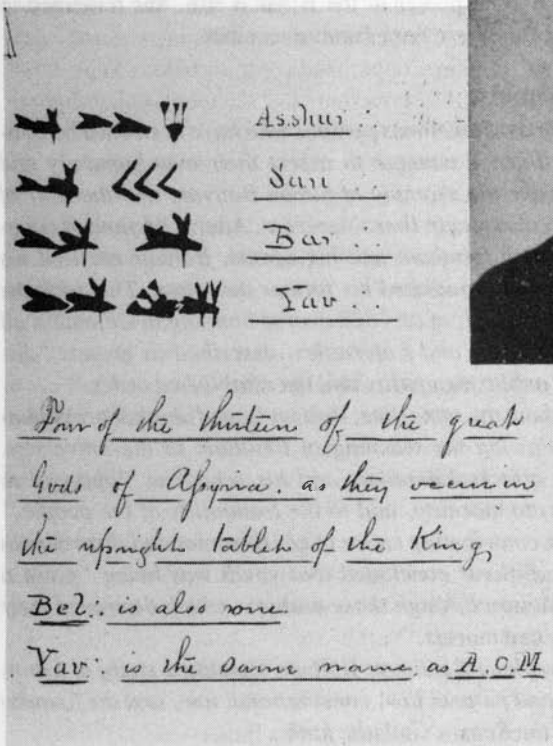 Asshur.
San
Bar
Yav
Four of the thirteen of the great
Gods of Assyria. as they occur in
the upright tablet of the King,
Bel. is also one
Yav is the same name as A.O.M